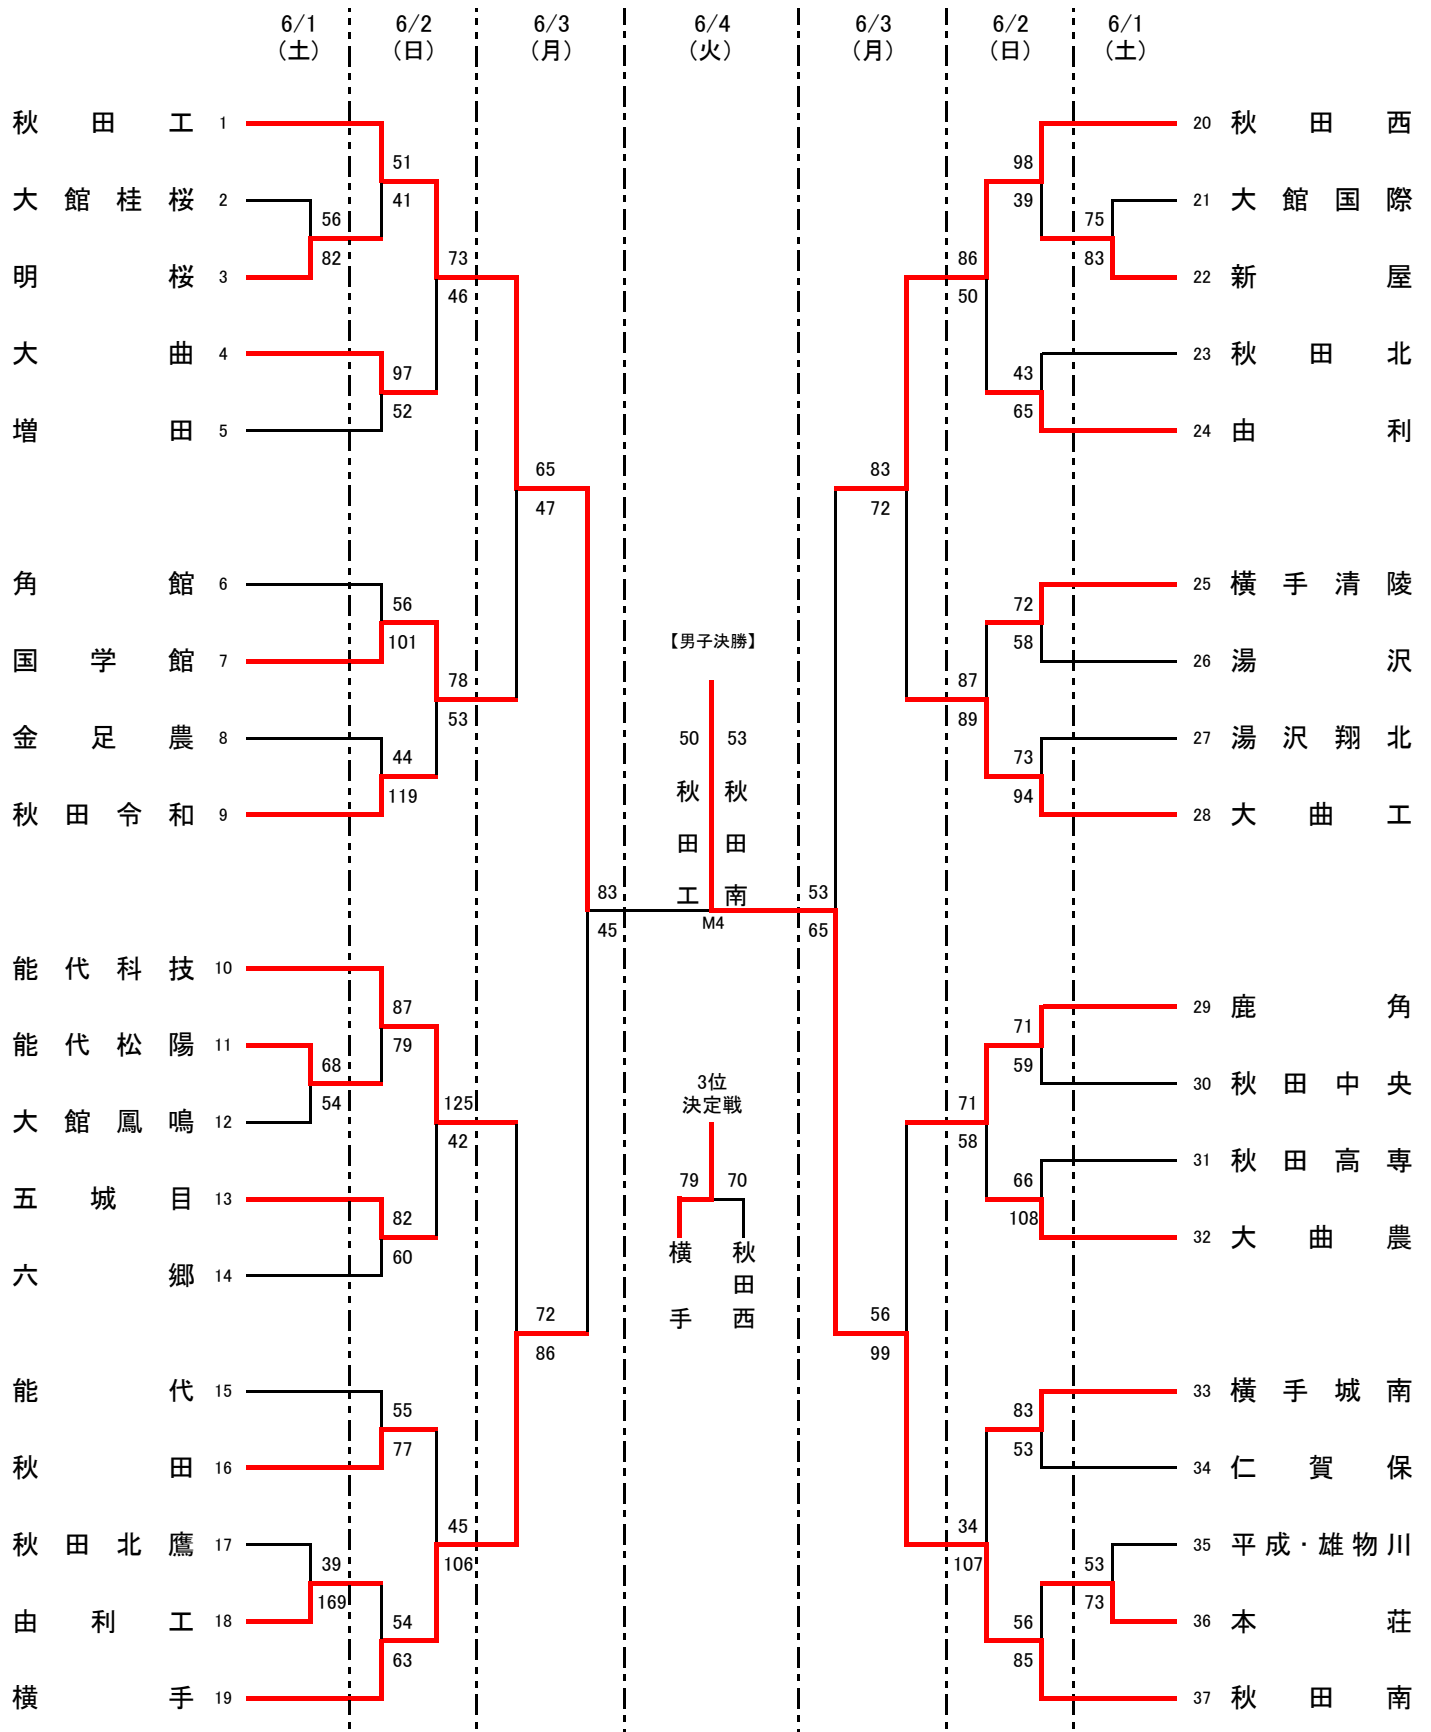 6/1 6/2 6/3 6/4 6/3 6/2 6/1
（土） （日） （月） （火） （月） （日） （土）
秋田工 1
51
大館桂桜 2
41
56
明桜 3
82
73
46
大曲 4
97
増田 5
52
65
47
角館 6
56
国学館 7
101
78
53
金足農 8
44
秋田令和 9
119
83
45
能代科技 10
87
能代松陽 11
79
68
大館鳳鳴 12
54
125
42
五城目 13
82
六郷 14
60
72
86
能代 15
55
秋田 16
77
45
106
秋田北鷹 17
39
由利工 18
169
54
63
横手 19
【男子決勝】
50 53
秋田工
秋田南
M4
3位
決定戦
79 70
横手
秋田西
20 秋田西
98
39
21 大館国際
75
22 新屋
83
86
50
23 秋田北
43
24 由利
65
83
72
25 横手清陵
72
26 湯沢
58
87
89
27 湯沢翔北
73
28 大曲工
94
53
65
29 鹿角
71
30 秋田中央
59
71
58
31 秋田高専
66
32 大曲農
108
56
99
33 横手城南
83
34 仁賀保
53
34
107
35 平成・雄物川
53
36 本荘
73
56
85
37 秋田南